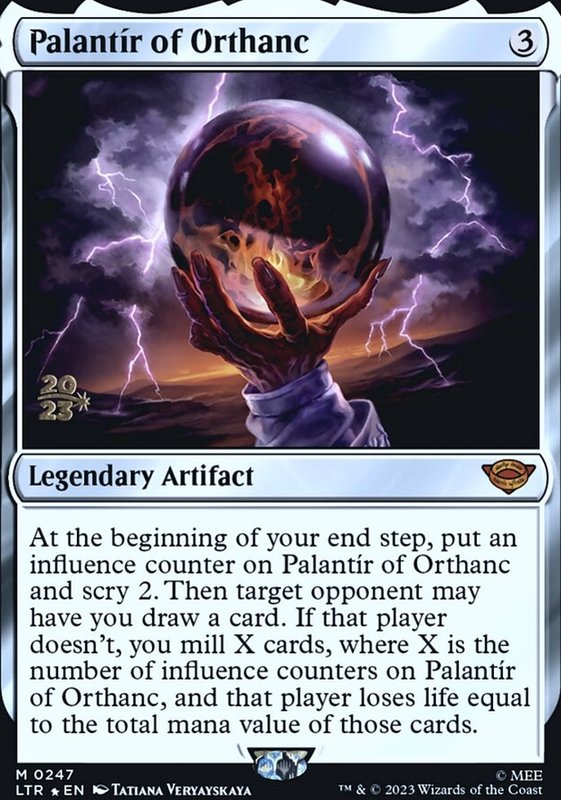 Palantír of Orthanc
3
20
23
Legendary Artifact
At the beginning of your end step, put an
influence counter on Palantír of Orthanc
and scry 2. Then target opponent may
have you draw a card. If that player
doesn't, you mill X cards, where X is the
number of influence counters on Palantír
of Orthanc, and that player loses life equal
to the total mana value of those cards.
M 0247
LTR ★ EN Tatiana Veryayskaya
© MEE
™ & © 2023 Wizards of the Coast